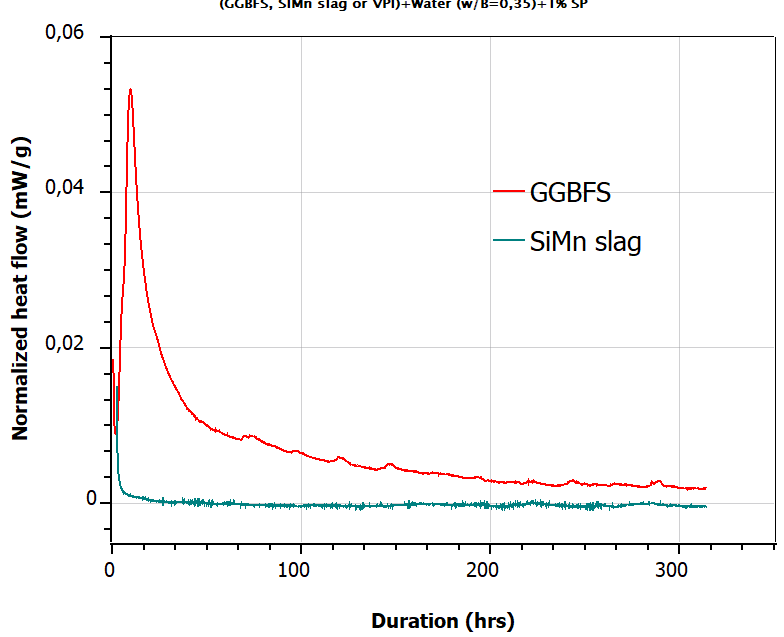 (GGBFS, SiMn slag or VPI)+Water (w/B=0,35)+1% SP
0,06
0,04
0,02
0
Normalized heat flow (mW/g)
GGBFS
SiMn slag
0 100 200 300
Duration (hrs)